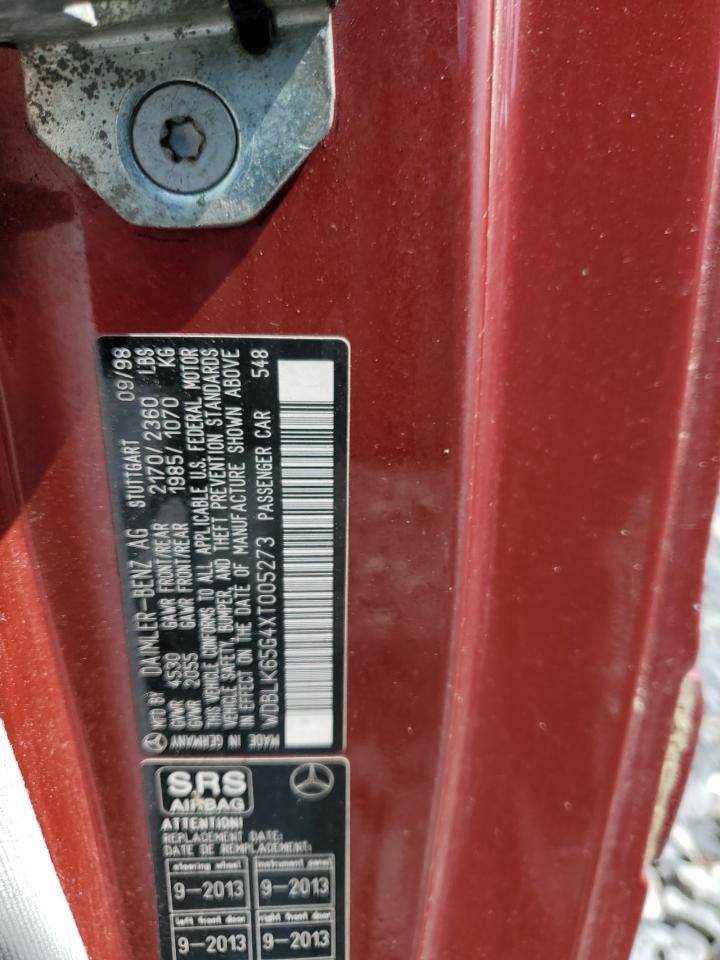 MFD BY DAIMLER-BENZ AG STUTTGART 09/98
GVWR 4530 GAWR FRONT/REAR 2170/2360 LBS
GVWR 2055 GAWR FRONT/REAR 1985/1070 KG
THIS VEHICLE CONFORMS TO ALL APPLICABLE U.S. FEDERAL MOTOR
VEHICLE SAFETY, BUMPER, AND THEFT PREVENTION STANDARDS
IN EFFECT ON THE DATE OF MANUFACTURE SHOWN ABOVE
WDBLK65G4XT005273 PASSENGER CAR 548
MADE IN GERMANY
SRS
AIRBAG
ATTENTION!
REPLACEMENT DATE:
DATE DE REMPLACEMENT:
steering wheel instrument panel
9-2013 9-2013
left front door right front door
9-2013 9-2013